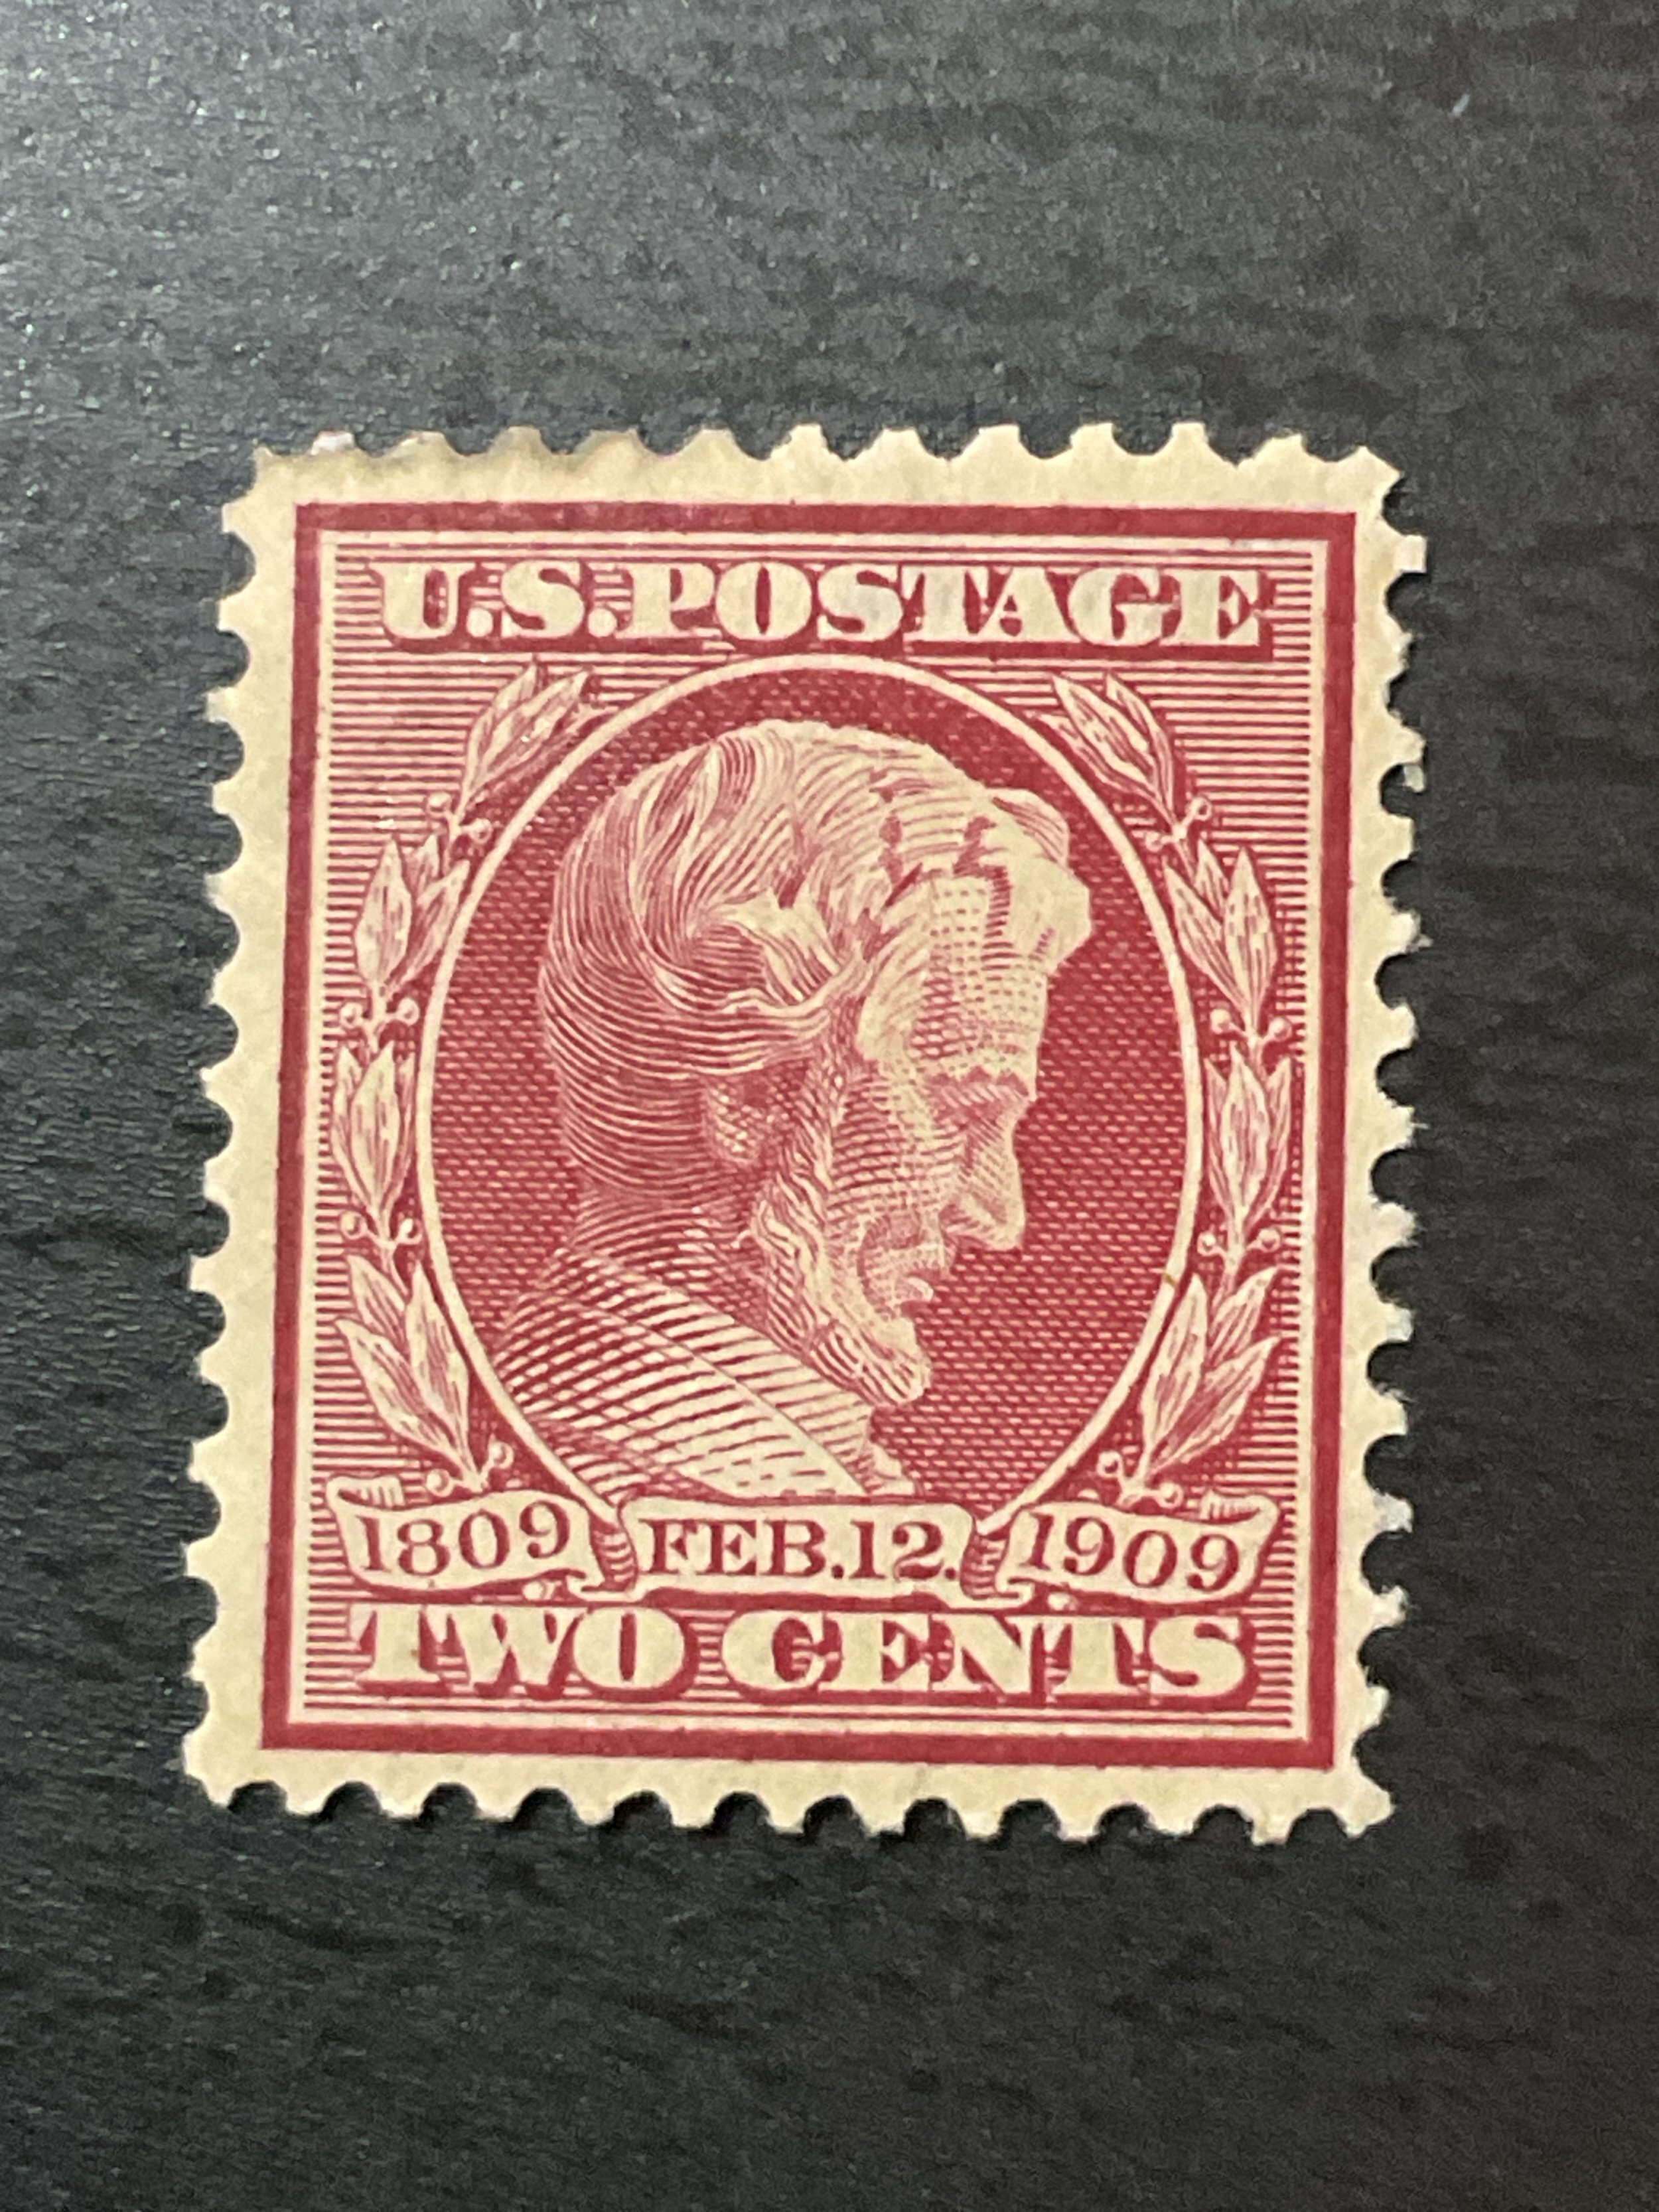 U.S. POSTAGE
1809 FEB. 12. 1909
TWO CENTS